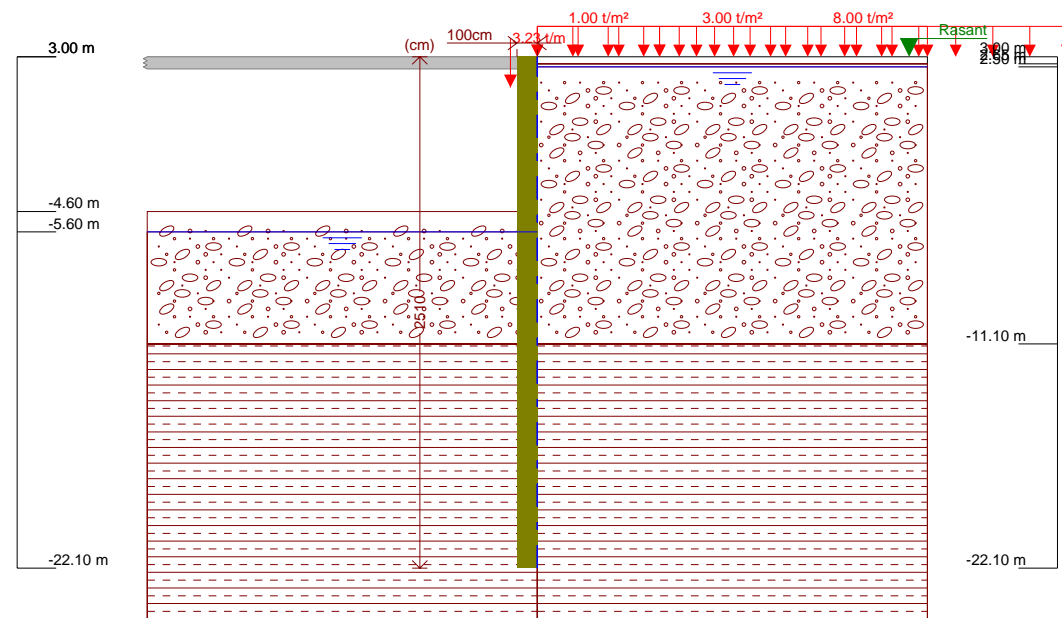 1.00 t/m² 3.00 t/m² 8.00 t/m²
Rasant
100cm 3.23 t/m
(cm)
3.00 m
3.00 m
2.50 m
-4.60 m
-5.60 m
2510
-11.10 m
-22.10 m
-22.10 m